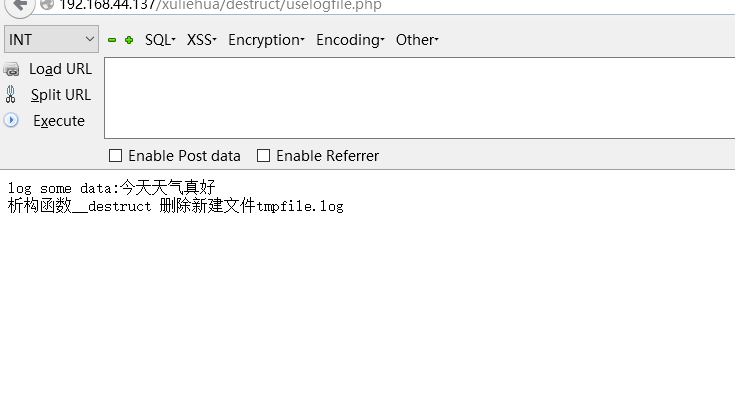 192.168.44.137/xuliehua/destruct/uselogfile.php
INT SQL XSS Encryption Encoding Other
Load URL
Split URL
Execute
Enable Post data Enable Referrer
log some data:今天天气真好
析构函数__destruct 删除新建文件tmpfile.log